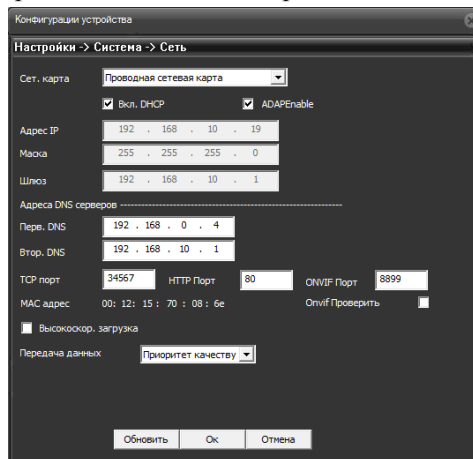 Конфигурации устройства
Настройки -> Система -> Сеть
Сет. карта Проводная сетевая карта
Вкл. DHCP ADAPEnable
Адрес IP 192 . 168 . 10 . 19
Маска 255 . 255 . 255 . 0
Шлюз 192 . 168 . 10 . 1
Адреса DNS серверов
Перв. DNS 192 . 168 . 0 . 4
Втор. DNS 192 . 168 . 10 . 1
TCP порт 34567 HTTP Порт 80 ONVIF Порт 8899
MAC адрес 00: 12: 15 : 70 : 08 : 6e Onvif Проверить
Высокоскор. загрузка
Передача данных Приоритет качеству
Обновить Ок Отмена